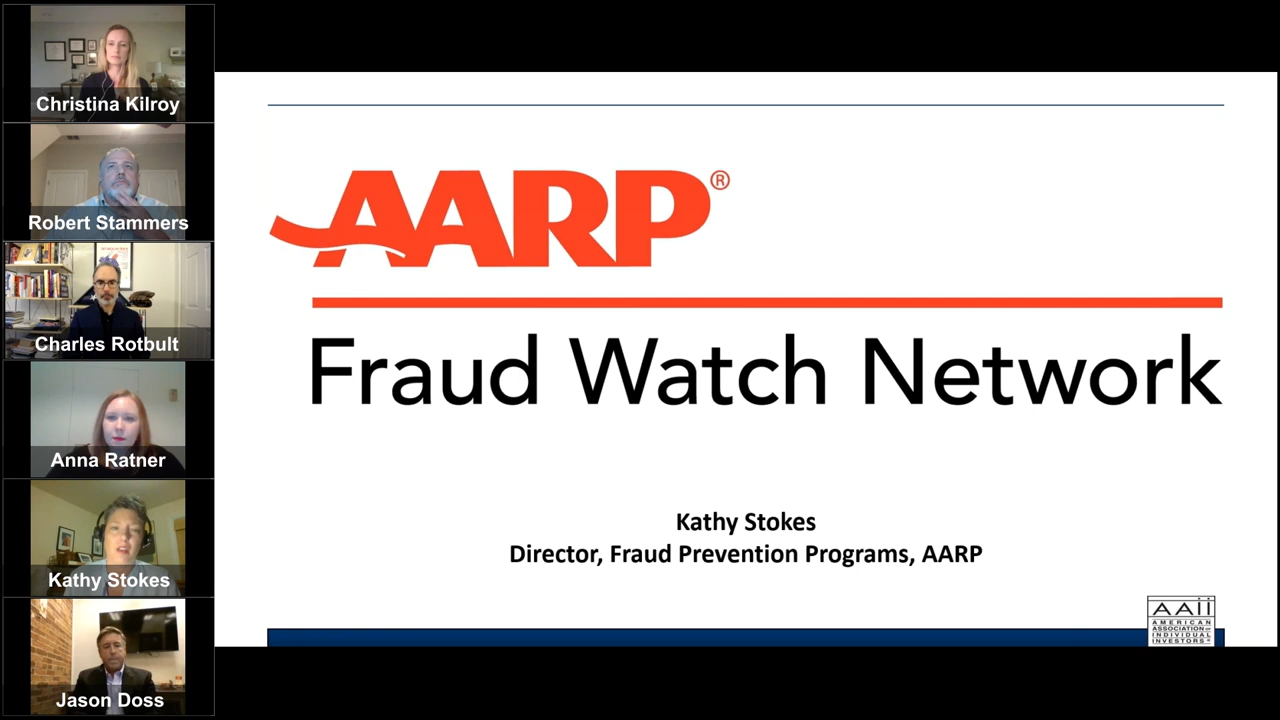 Christina Kilroy
Robert Stammers
Charles Rotbult
Anna Ratner
Kathy Stokes
Jason Doss
AARP®
Fraud Watch Network
Kathy Stokes
Director, Fraud Prevention Programs, AARP
AAII
AMERICAN
ASSOCIATION OF
INDIVIDUAL
INVESTORS®